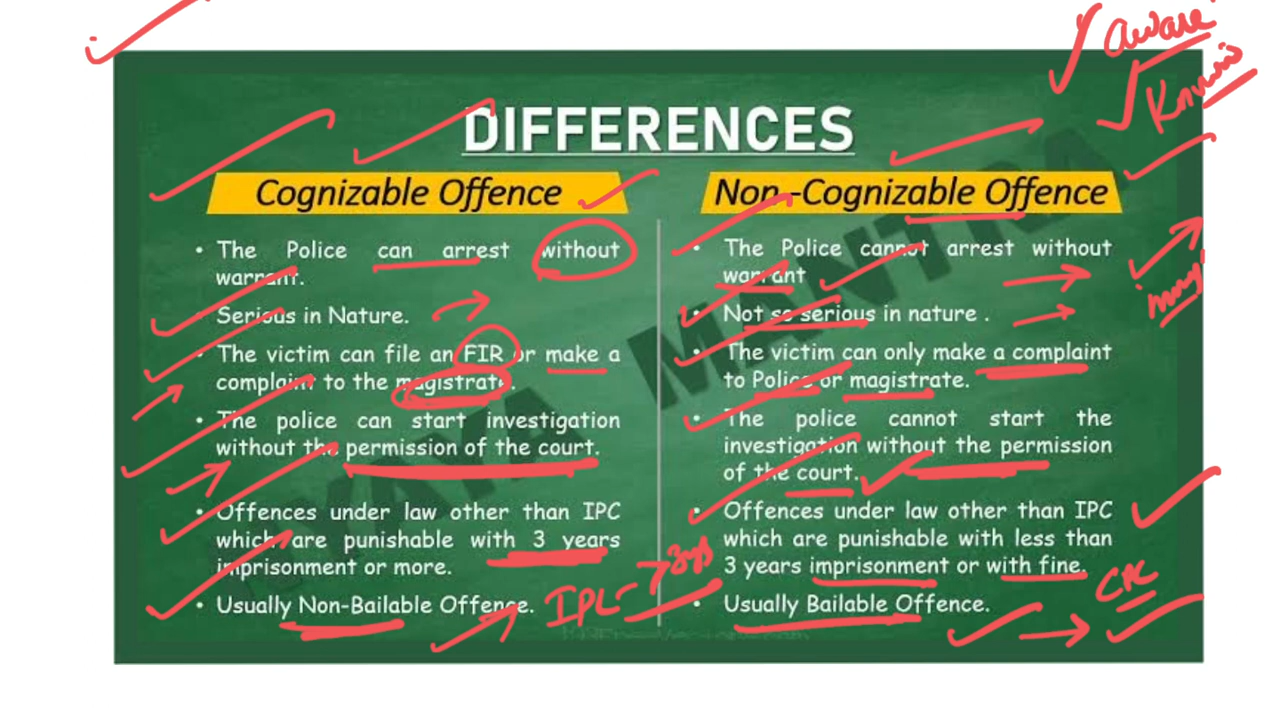 aware
Knwin
DIFFERENCES
Cognizable Offence
Non-Cognizable Offence
• The Police can arrest without
warrant.
• Serious in Nature.
• The victim can file an FIR or make a
complaint to the magistrate.
• The police can start investigation
without the permission of the court.
• Offences under law other than IPC
which are punishable with 3 years
imprisonment or more.
• Usually Non-Bailable Offence.
• The Police cannot arrest without
warrant
• Not so serious in nature .
• The victim can only make a complaint
to Police or magistrate.
• The police cannot start the
investigation without the permission
of the court.
• Offences under law other than IPC
which are punishable with less than
3 years imprisonment or with fine.
• Usually Bailable Offence.
MANTRA